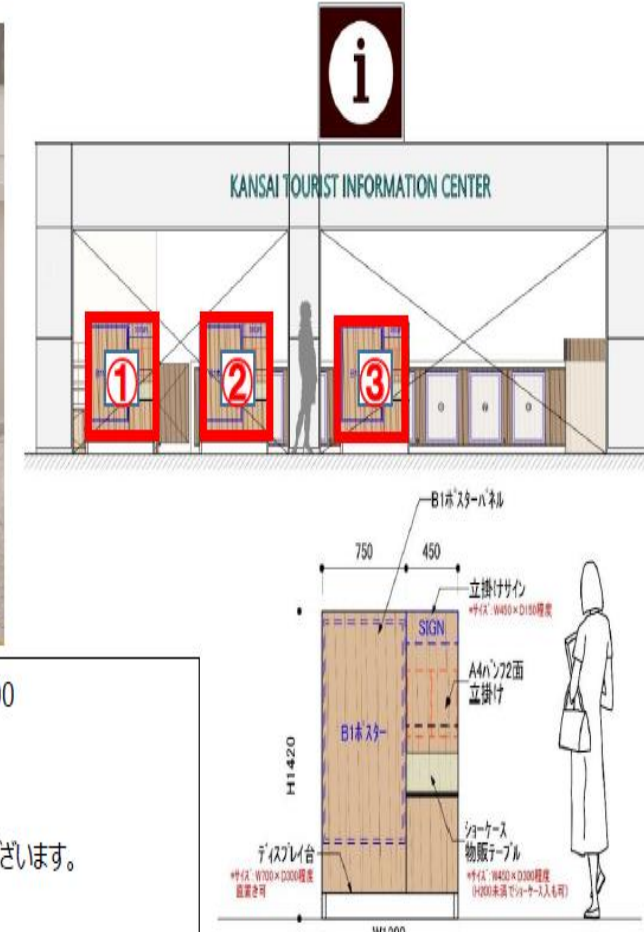 i
KANSAI TOURIST INFORMATION CENTER
SIGN
①
②
③
B1ポスターパネル
750
450
立掛けサイン
*サイズ:W450×D150程度
SIGN
A4パンフ2面
立掛け
B1ポスター
H1420
ショーケース
物販テーブル
*サイズ:W450×D300程度
(H200未満でショーケース入も可)
ディスプレイ台
*サイズ:W700×D300程度
直置き可
W1200
00
ざいます。